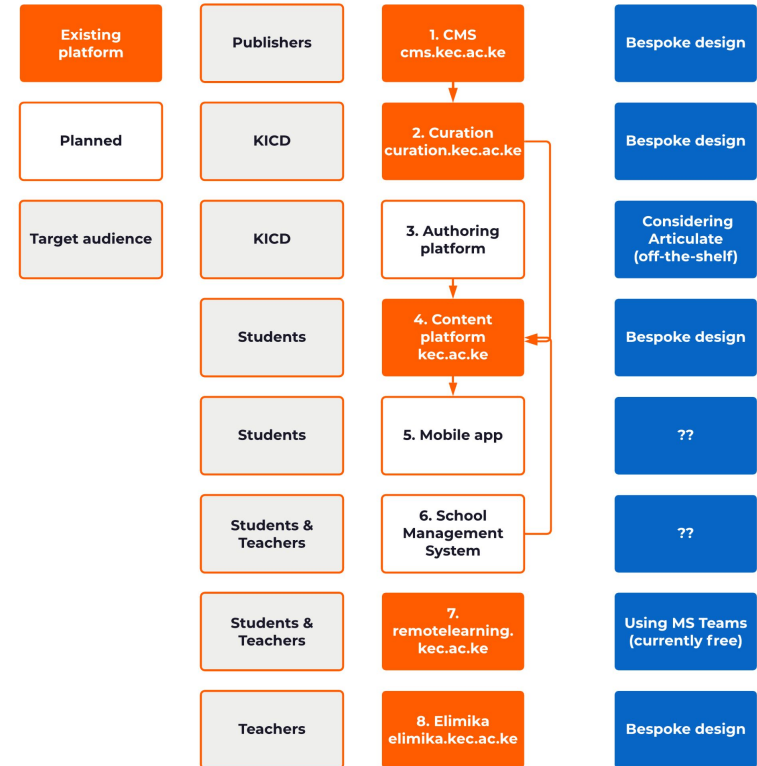 Existing
platform
Publishers
1. CMS
cms.kec.ac.ke
Bespoke design
Planned
KICD
2. Curation
curation.kec.ac.ke
Bespoke design
Target audience
KICD
3. Authoring
platform
Considering
Articulate
(off-the-shelf)
Students
4. Content
platform
kec.ac.ke
Bespoke design
Students
5. Mobile app
??
Students &
Teachers
6. School
Management
System
??
Students &
Teachers
7.
remotelearning.
kec.ac.ke
Using MS Teams
(currently free)
Teachers
8. Elimika
elimika.kec.ac.ke
Bespoke design